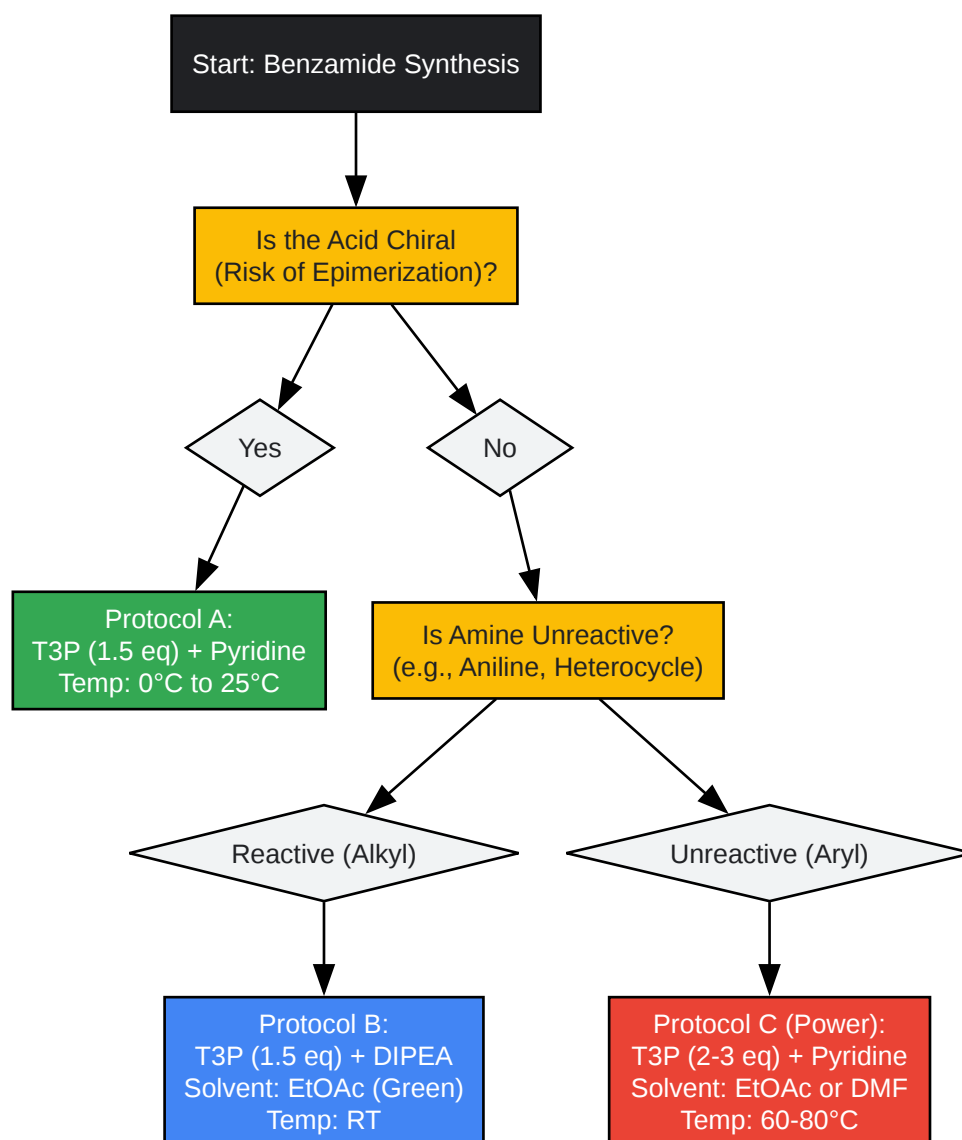 Start: Benzamide Synthesis
Is the Acid Chiral
(Risk of Epimerization)?
Yes
No
Protocol A:
T3P (1.5 eq) + Pyridine
Temp: 0°C to 25°C
Is Amine Unreactive?
(e.g., Aniline, Heterocycle)
Reactive (Alkyl)
Unreactive (Aryl)
Protocol B:
T3P (1.5 eq) + DIPEA
Solvent: EtOAc (Green)
Temp: RT
Protocol C (Power):
T3P (2-3 eq) + Pyridine
Solvent: EtOAc or DMF
Temp: 60-80°C